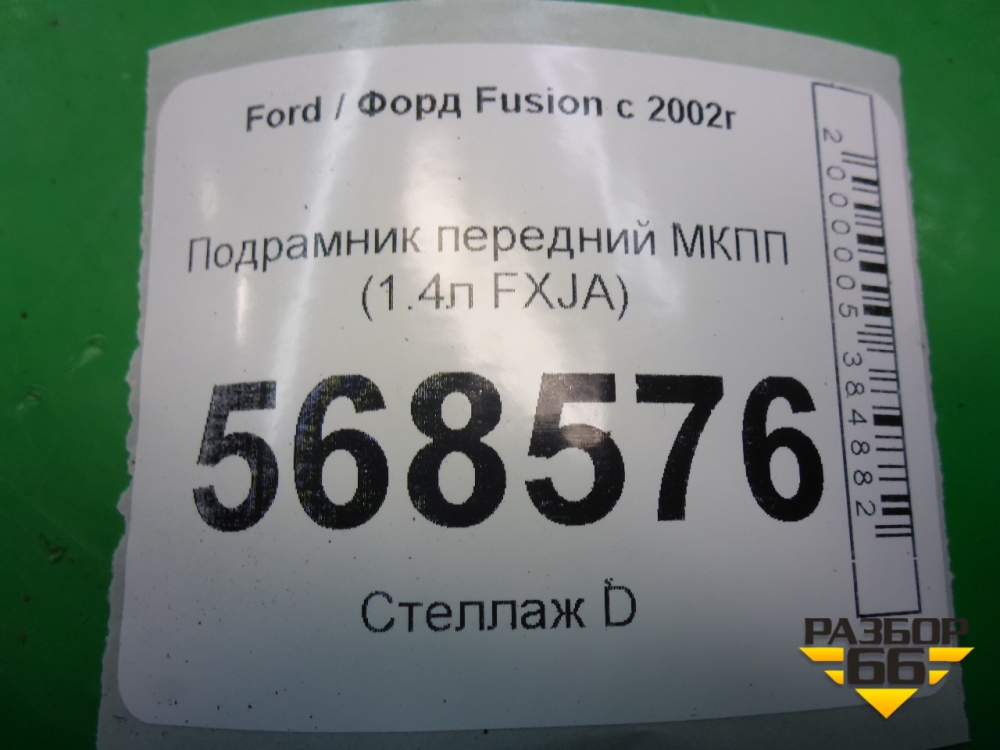 Ford / Форд Fusion с 2002г
Подрамник передний МКПП
(1.4л FXJA)
568576
Стеллаж D
2000005384882
РАЗБОР
66